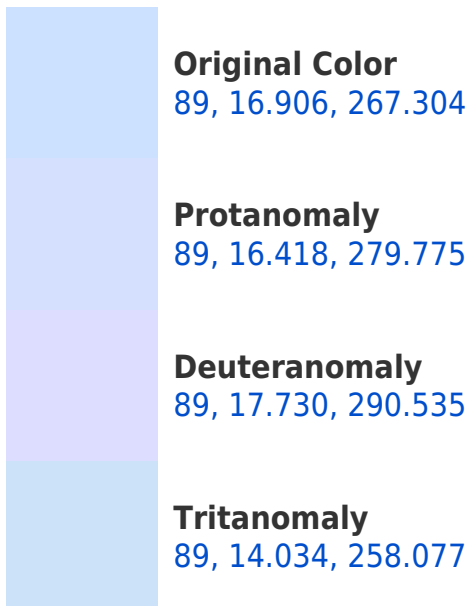 Original Color
89, 16.906, 267.304
Protanomaly
89, 16.418, 279.775
Deuteranomaly
89, 17.730, 290.535
Tritanomaly
89, 14.034, 258.077